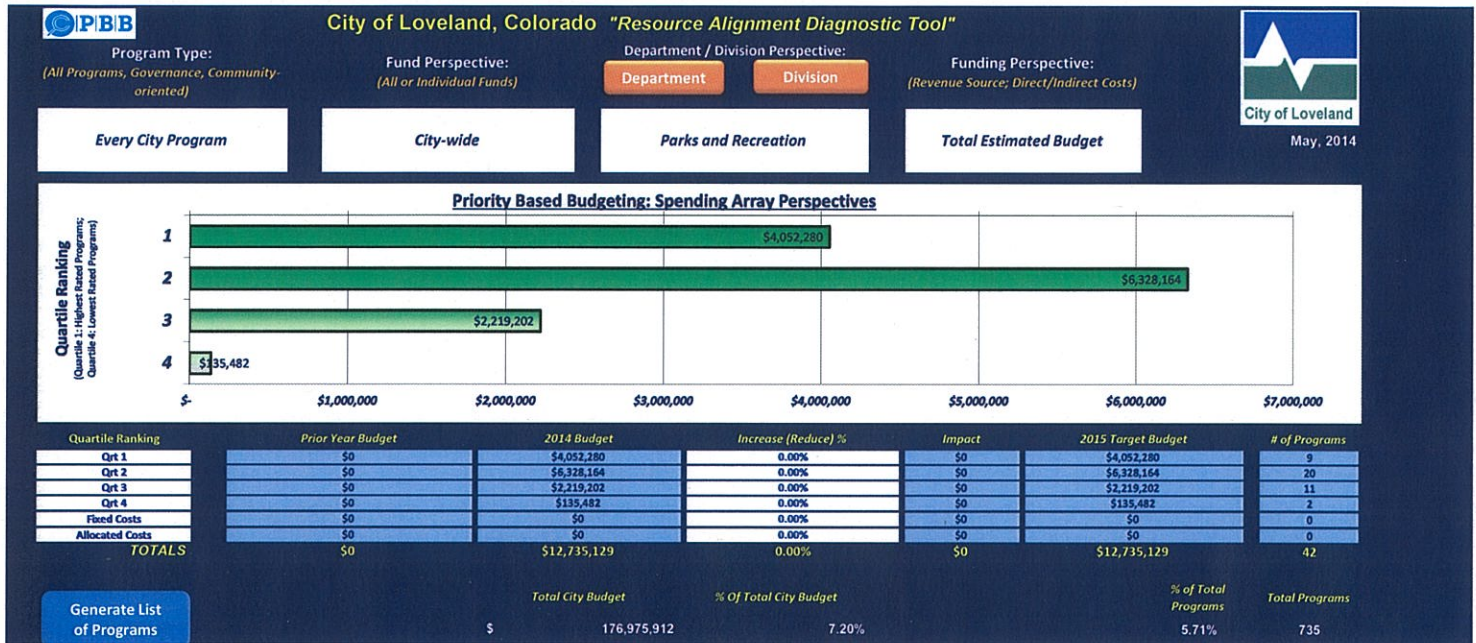 PBB
City of Loveland, Colorado "Resource Alignment Diagnostic Tool"
Program Type:
(All Programs, Governance, Community-
oriented)
Fund Perspective:
(All or Individual Funds)
Department / Division Perspective:
Department
Division
Funding Perspective:
(Revenue Source; Direct/Indirect Costs)
City of Loveland
May, 2014
Every City Program
City-wide
Parks and Recreation
Total Estimated Budget
Priority Based Budgeting: Spending Array Perspectives
Quartile Ranking
(Quartile 1: Highest Rated Programs;
Quartile 4: Lowest Rated Programs)
1 $4,052,280
2 $6,328,164
3 $2,219,202
4 $135,482
$- $1,000,000 $2,000,000 $3,000,000 $4,000,000 $5,000,000 $6,000,000 $7,000,000
Quartile Ranking Prior Year Budget 2014 Budget Increase (Reduce) % Impact 2015 Target Budget # of Programs
Qrt 1 $0 $4,052,280 0.00% $0 $4,052,280 9
Qrt 2 $0 $6,328,164 0.00% $0 $6,328,164 20
Qrt 3 $0 $2,219,202 0.00% $0 $2,219,202 11
Qrt 4 $0 $135,482 0.00% $0 $135,482 2
Fixed Costs $0 $0 0.00% $0 $0 0
Allocated Costs $0 $0 0.00% $0 $0 0
TOTALS $0 $12,735,129 0.00% $0 $12,735,129 42
Generate List
of Programs
Total City Budget % Of Total City Budget % of Total
Programs Total Programs
$ 176,975,912 7.20% 5.71% 735